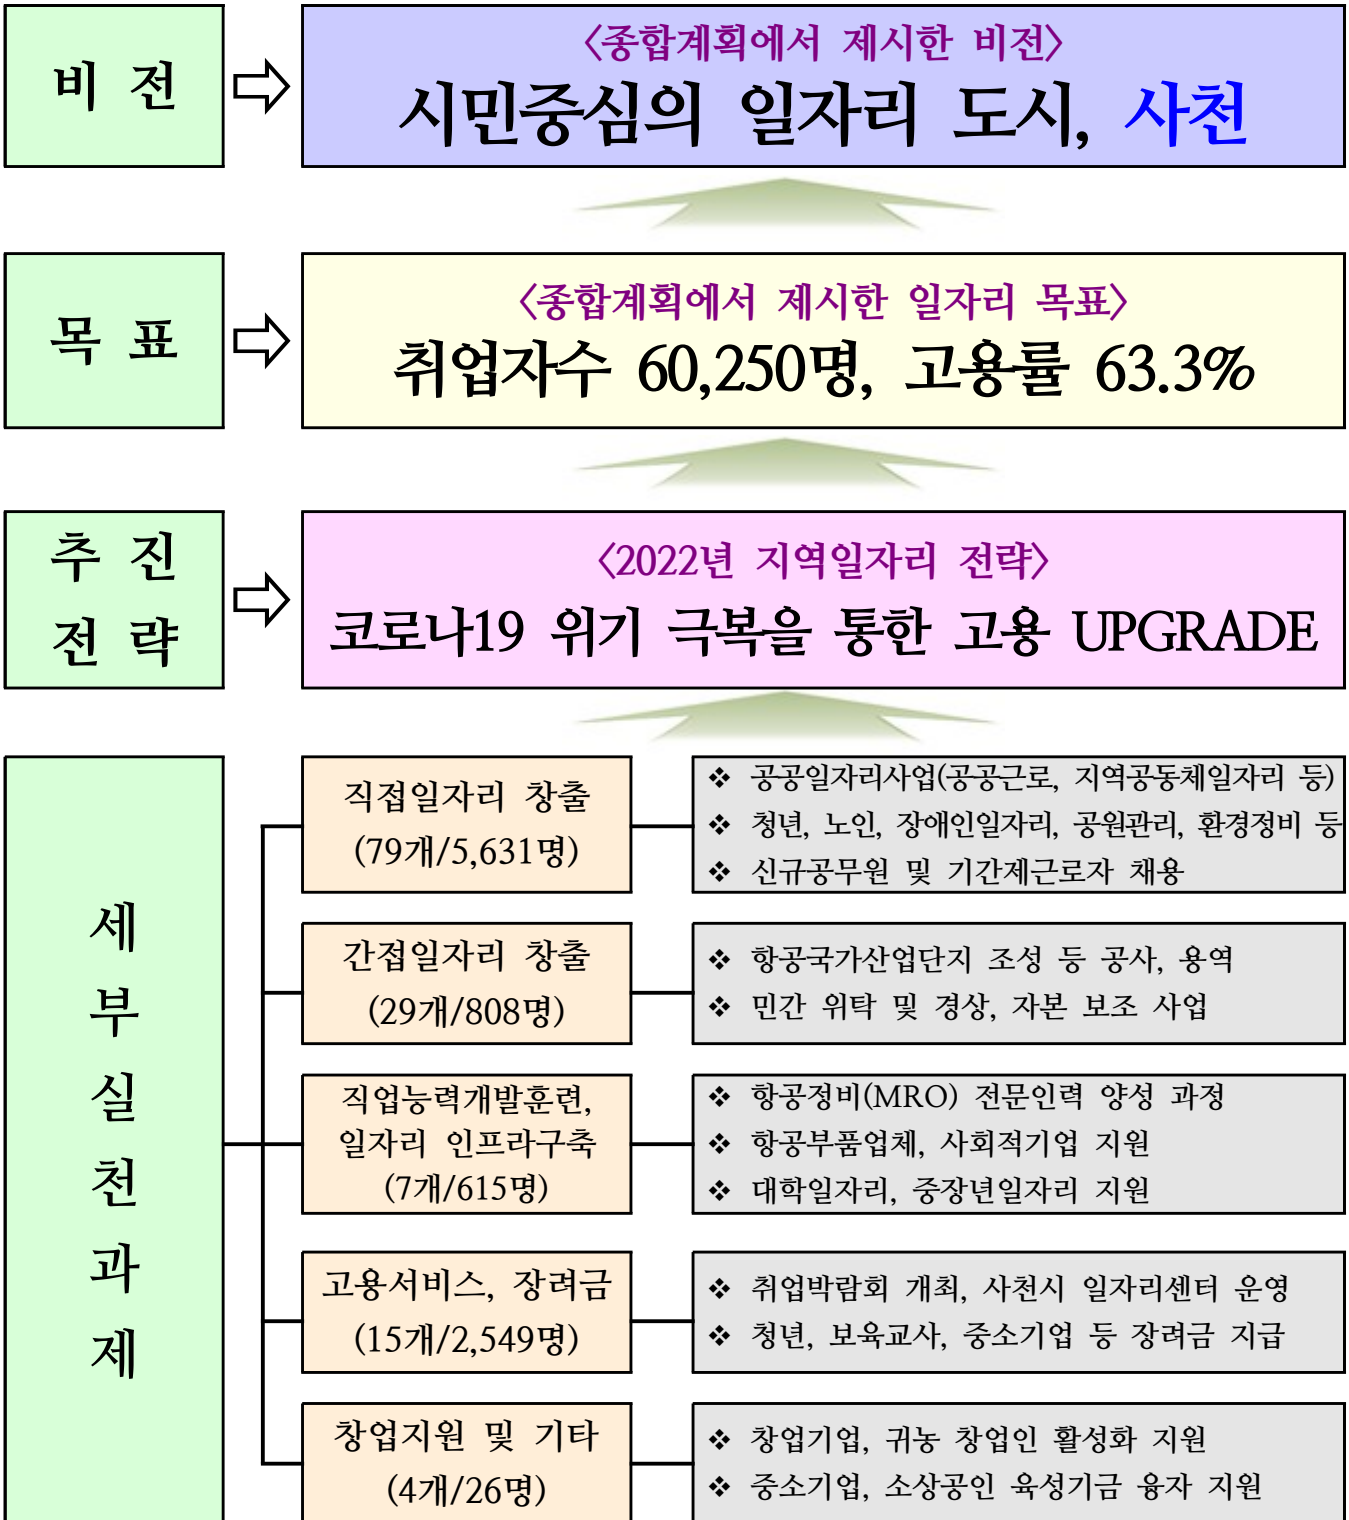 비 전
〈종합계획에서 제시한 비전〉
시민중심의 일자리 도시, 사천
목 표
〈종합계획에서 제시한 일자리 목표〉
취업자수 60,250명, 고용률 63.3%
추 진
전 략
〈2022년 지역일자리 전략〉
코로나19 위기 극복을 통한 고용 UPGRADE
세
부
실
천
과
제
직접일자리 창출
(79개/5,631명)
❖ 공공일자리사업(공공근로, 지역공동체일자리 등)
❖ 청년, 노인, 장애인일자리, 공원관리, 환경정비 등
❖ 신규공무원 및 기간제근로자 채용
간접일자리 창출
(29개/808명)
❖ 항공국가산업단지 조성 등 공사, 용역
❖ 민간 위탁 및 경상, 자본 보조 사업
직업능력개발훈련,
일자리 인프라구축
(7개/615명)
❖ 항공정비(MRO) 전문인력 양성 과정
❖ 항공부품업체, 사회적기업 지원
❖ 대학일자리, 중장년일자리 지원
고용서비스, 장려금
(15개/2,549명)
❖ 취업박람회 개최, 사천시 일자리센터 운영
❖ 청년, 보육교사, 중소기업 등 장려금 지급
창업지원 및 기타
(4개/26명)
❖ 창업기업, 귀농 창업인 활성화 지원
❖ 중소기업, 소상공인 육성기금 융자 지원